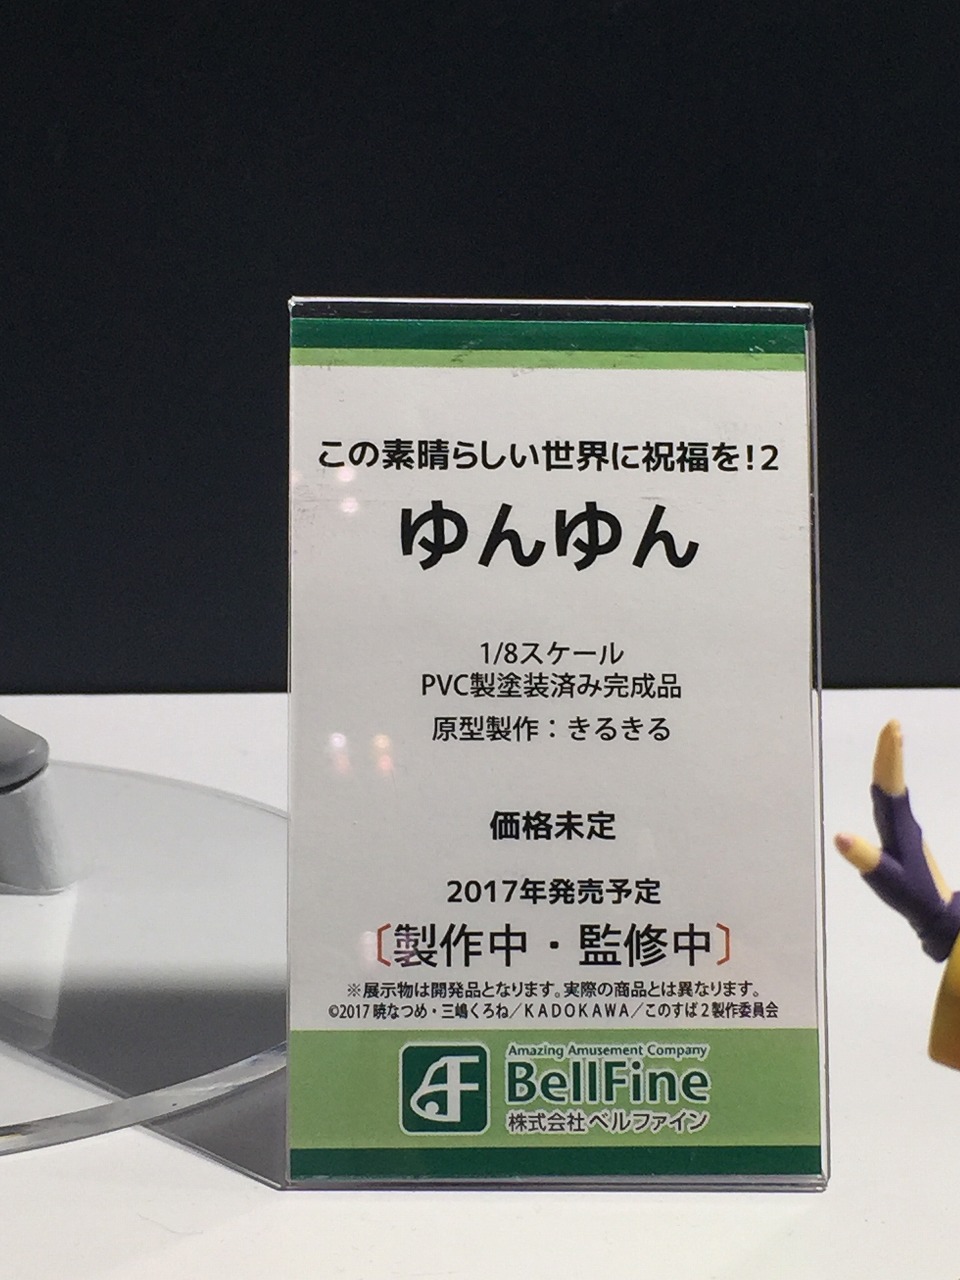 この素晴らしい世界に祝福を!2
ゆんゆん
1/8スケール
PVC製塗装済み完成品
原型製作：きるきる
価格未定
2017年発売予定
〔製作中・監修中〕
※展示物は開発品となります。実際の商品とは異なります。
©2017 暁なつめ・三嶋くろね／KADOKAWA／このすば2製作委員会
Amazing Amusement Company
BellFine
株式会社ベルファイン